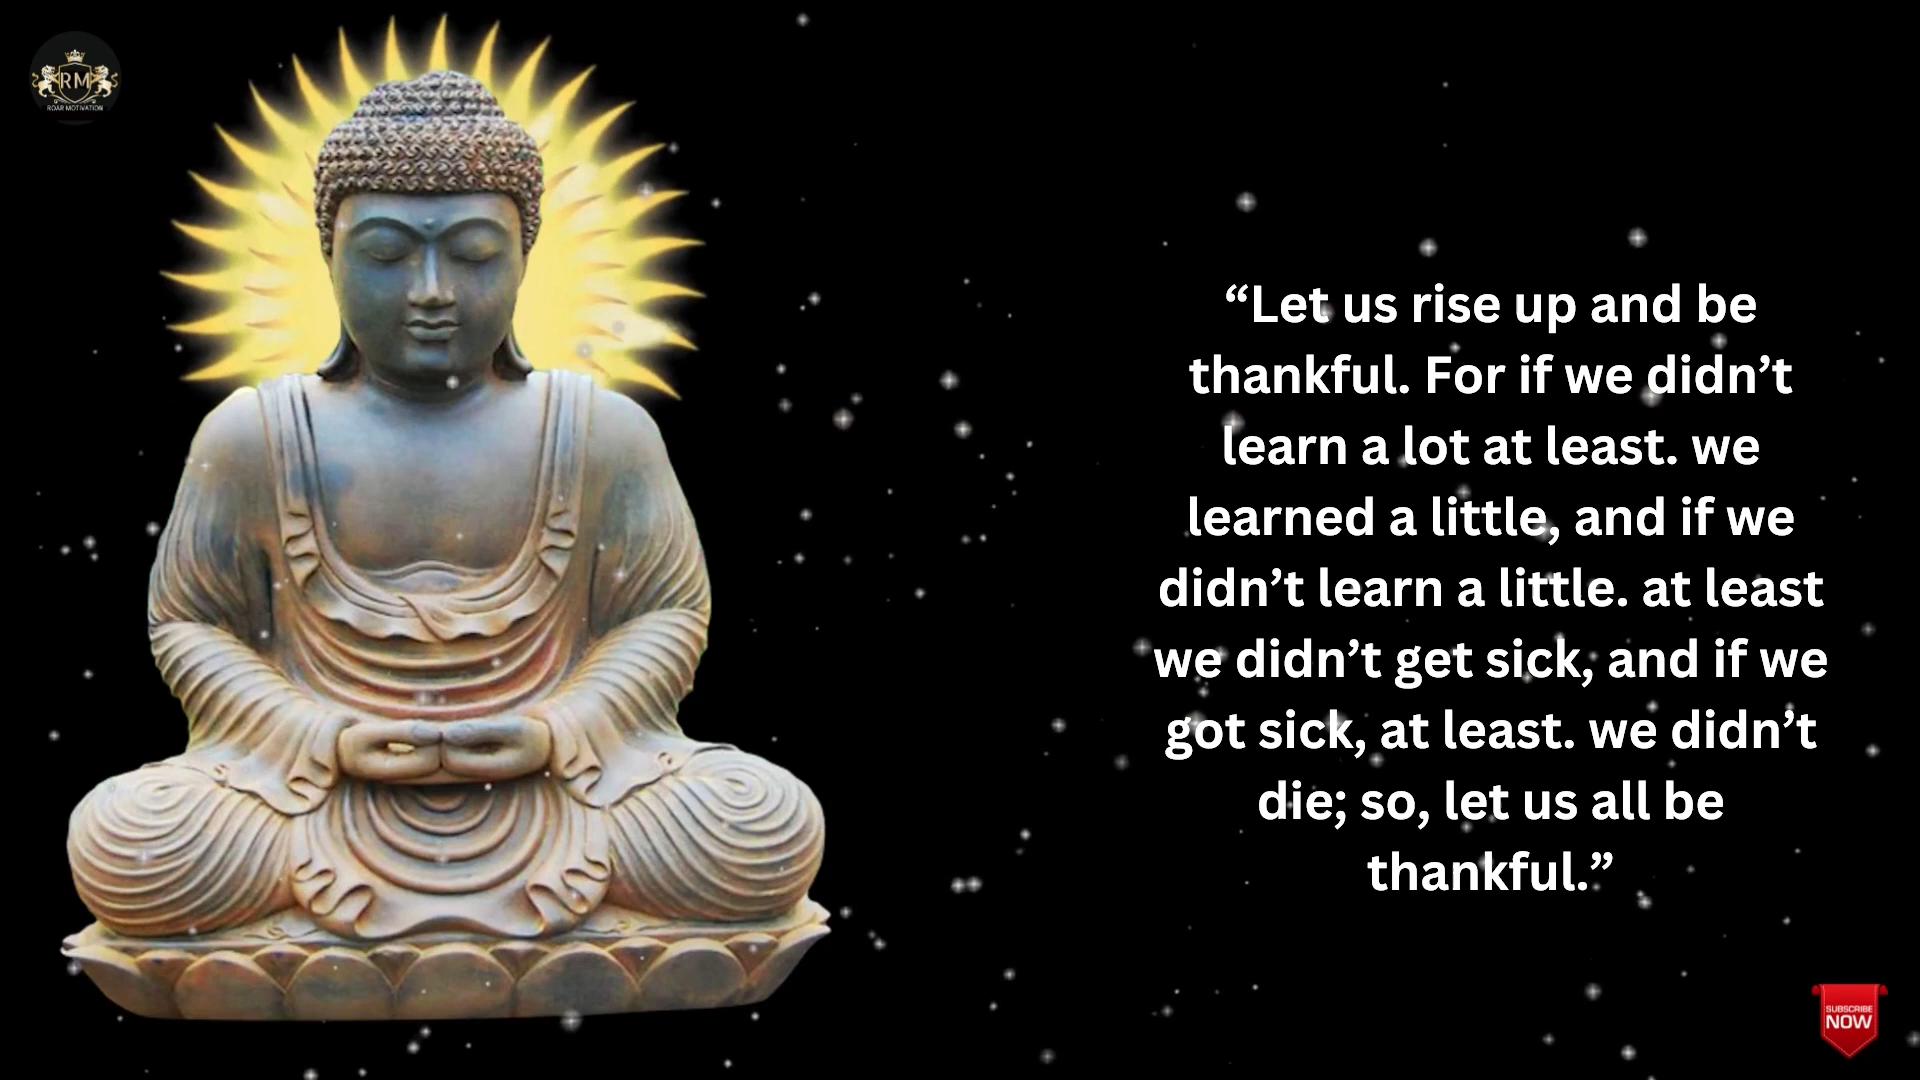 RM
ROAR MOTIVATION
“Let us rise up and be
thankful. For if we didn’t
learn a lot at least. we
learned a little, and if we
didn’t learn a little. at least
we didn’t get sick, and if we
got sick, at least. we didn’t
die; so, let us all be
thankful.”
SUBSCRIBE
NOW